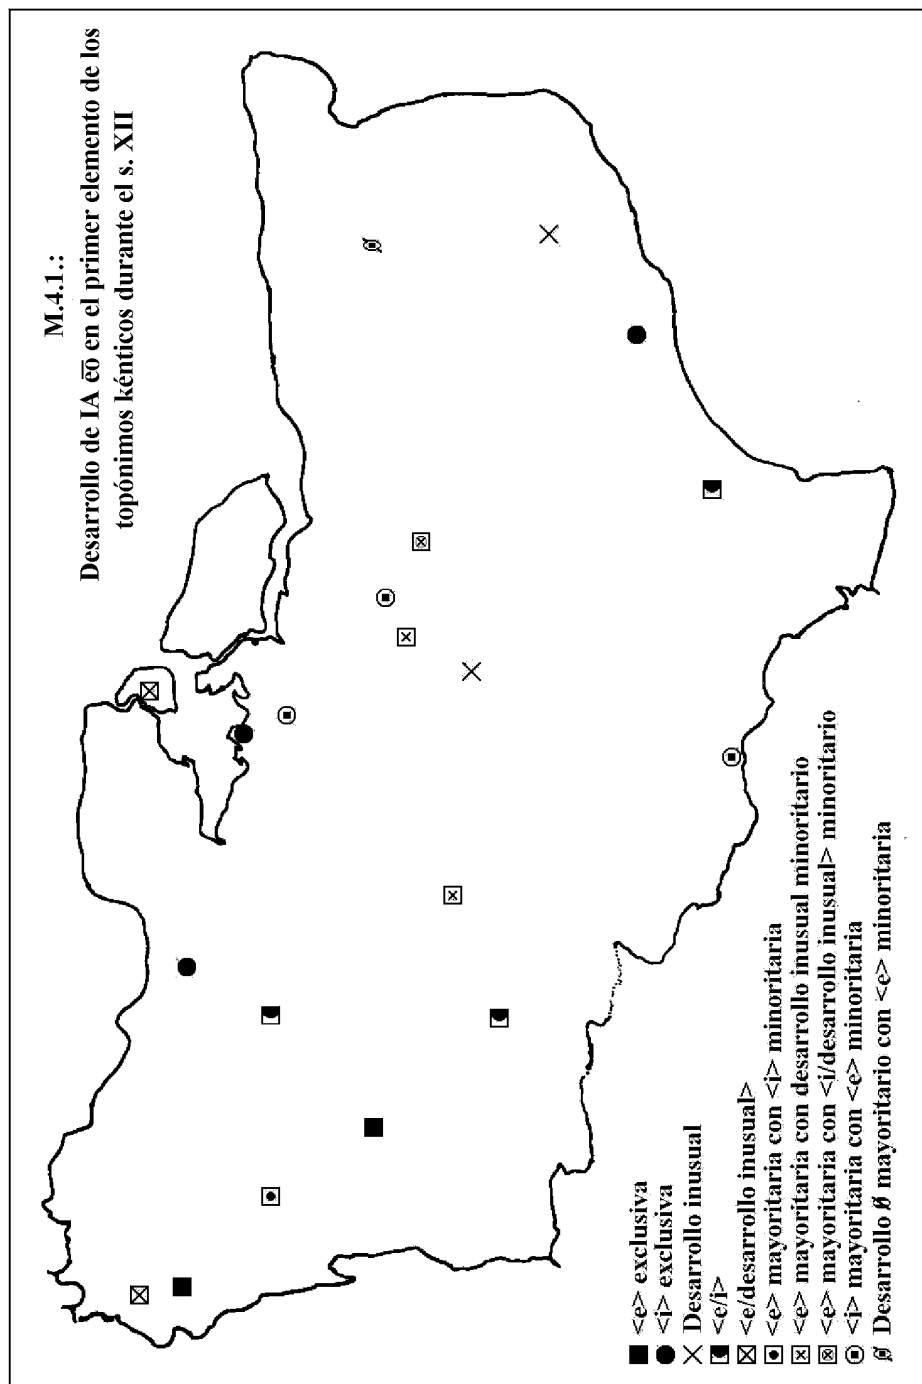 M.4.1.:
Desarrollo de IA ēō en el primer elemento de los
topónimos kénticos durante el s. XII
<e> exclusiva
<i> exclusiva
Desarrollo inusual
<e/i>
<e/desarrollo inusual>
<e> mayoritaria con <i> minoritaria
<e> mayoritaria con desarrollo inusual minoritario
<e> mayoritaria con <i/desarrollo inusual> minoritario
<i> mayoritaria con <e> minoritaria
Desarrollo mayoritario con <e> minoritaria